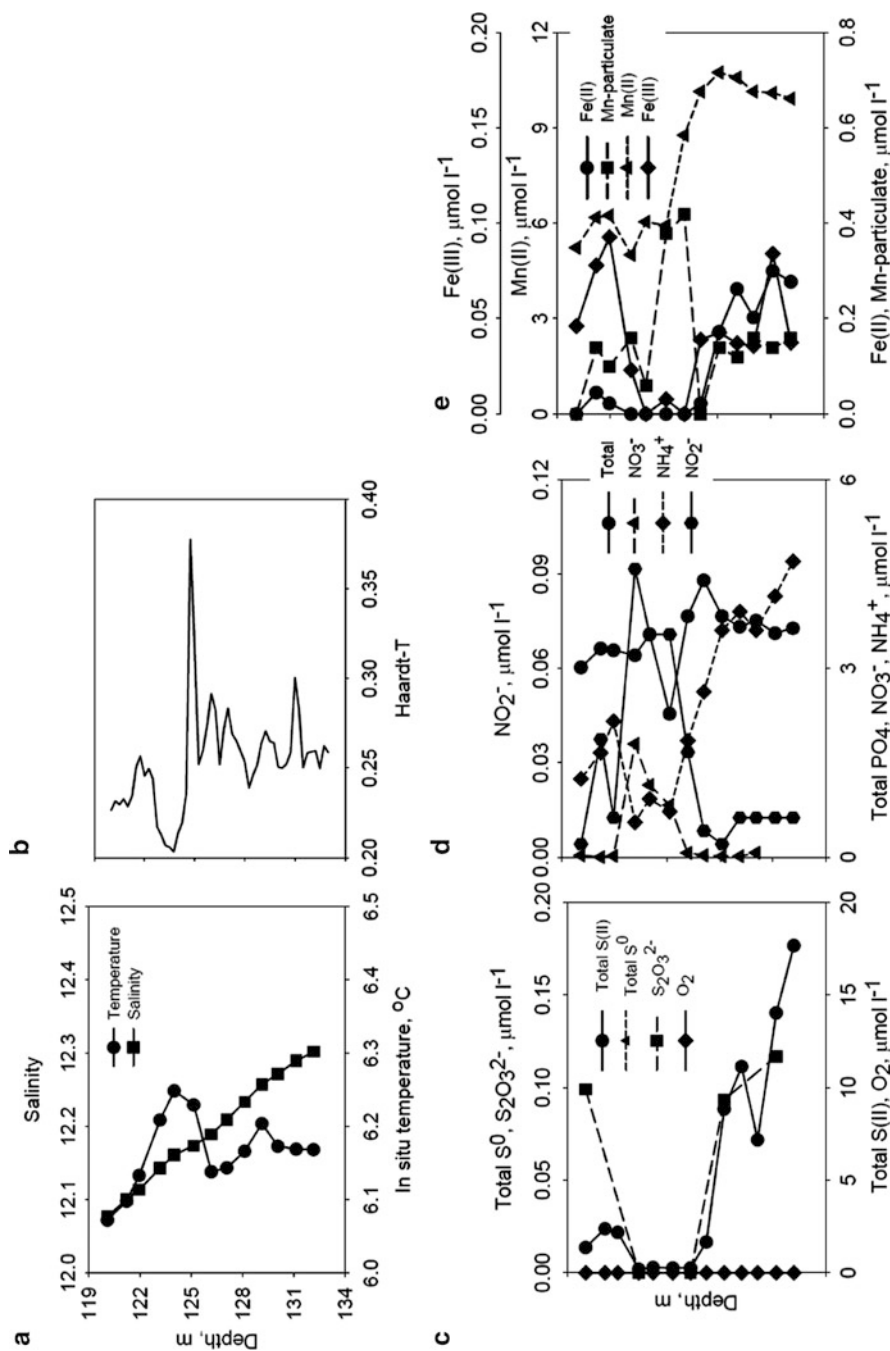 a
Salinity
12.0 12.1 12.2 12.3 12.4 12.5
119
122
125
128
131
134
Depth, m
Temperature
Salinity
6.0 6.1 6.2 6.3 6.4 6.5
In situ temperature, °C
b
0.20 0.25 0.30 0.35 0.40
Haardt-T
c
Total S⁰, S₂O₃²⁻, µmol l⁻¹
0.00 0.05 0.10 0.15 0.20
Depth, m
Total S(II)
Total S⁰
S₂O₃²⁻
O₂
0 5 10 15 20
Total S(II), O₂, µmol l⁻¹
d
NO₂⁻, µmol l⁻¹
0.00 0.03 0.06 0.09 0.12
Total
NO₃⁻
NH₄⁺
NO₂⁻
0 3 6
Total PO₄, NO₃⁻, NH₄⁺, µmol l⁻¹
e
Fe(III), µmol l⁻¹
0.00 0.05 0.10 0.15 0.20
Mn(II), µmol l⁻¹
0 3 6 9 12
Fe(II)
Mn-particulate
Mn(II)
Fe(III)
0.0 0.2 0.4 0.6 0.8
Fe(II), Mn-particulate, µmol l⁻¹